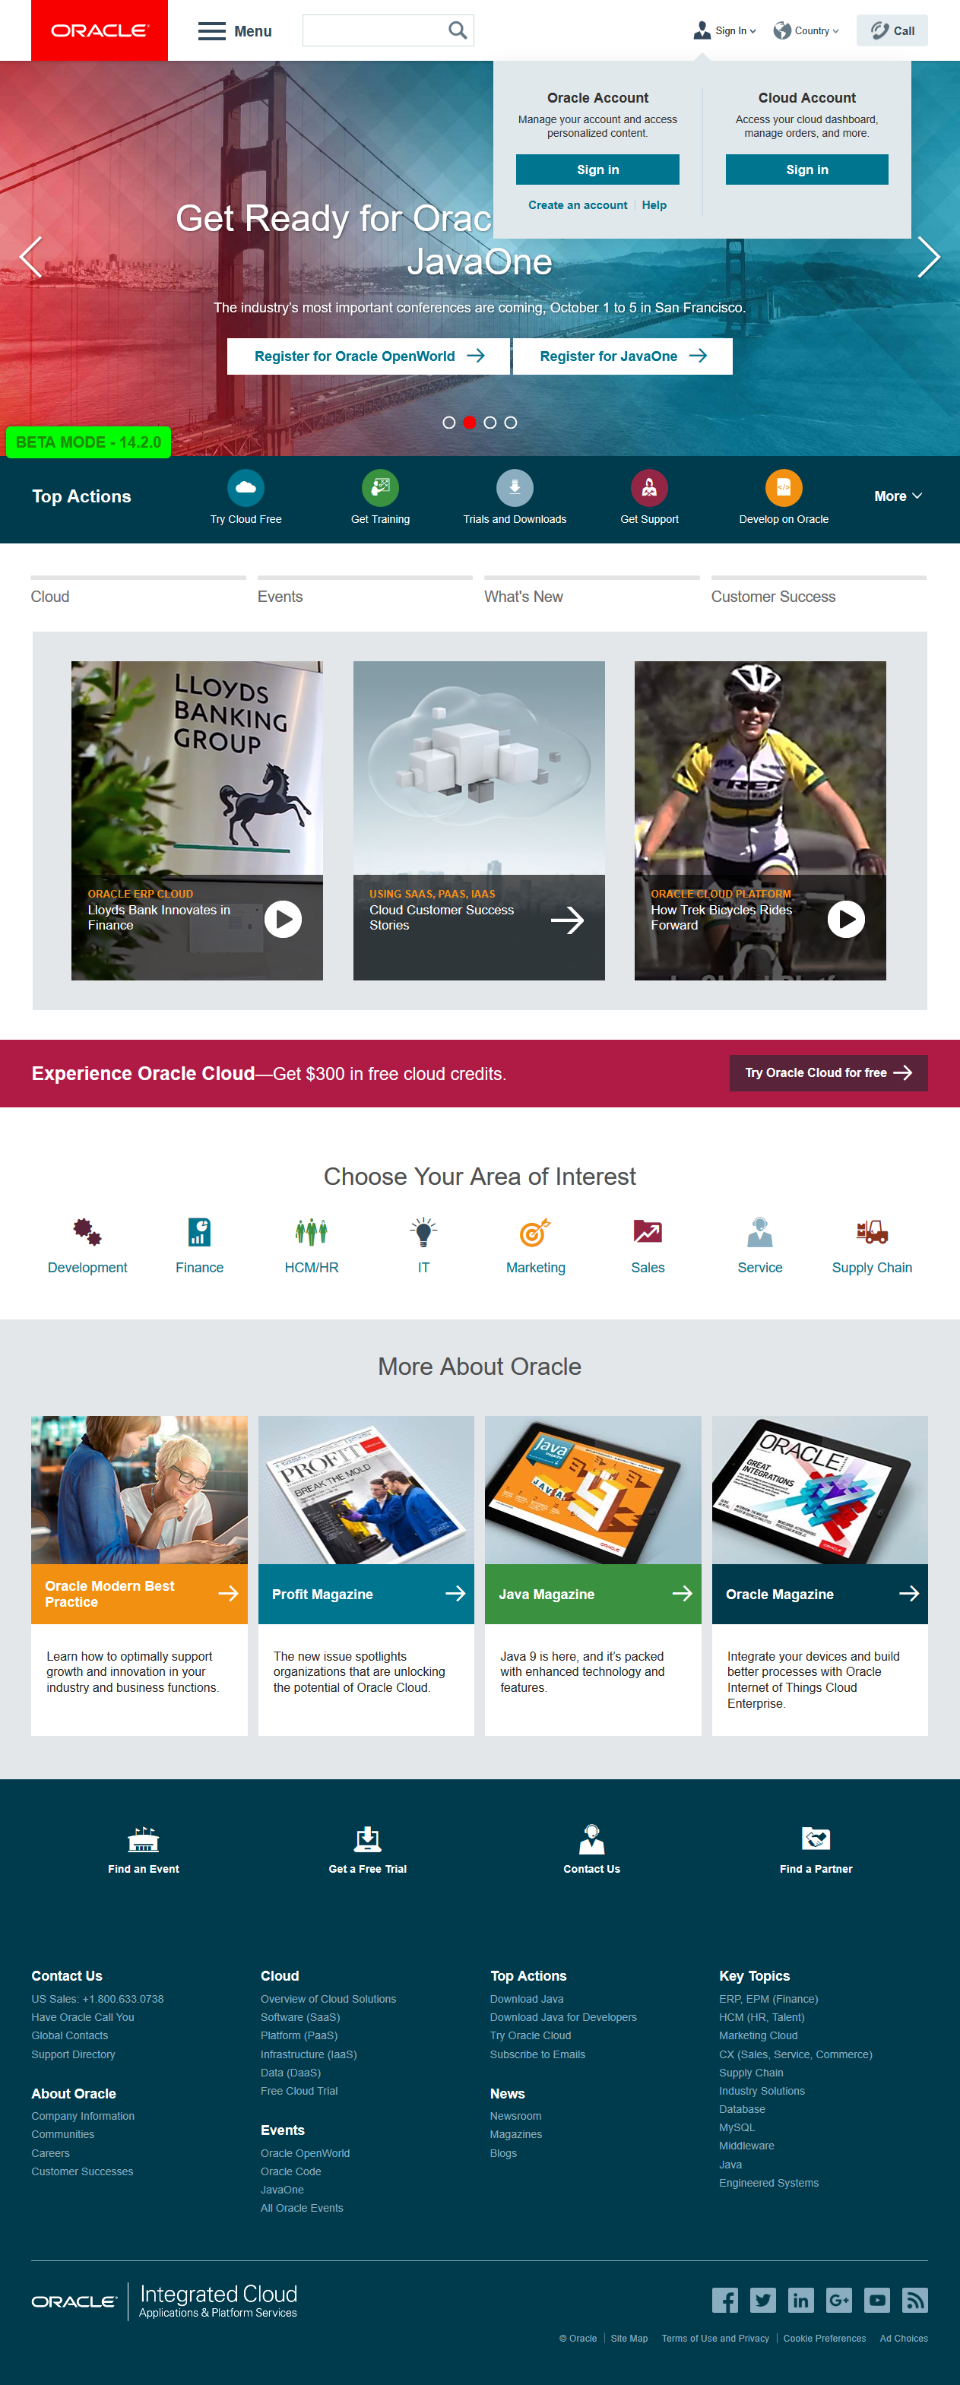 ORACLE
Menu
Sign In
Country
Call
Oracle Account
Manage your account and access
personalized content.
Sign in
Create an account | Help
Cloud Account
Access your cloud dashboard,
manage orders, and more.
Sign in
Get Ready for Orac
JavaOne
The industry's most important conferences are coming, October 1 to 5 in San Francisco.
Register for Oracle OpenWorld
Register for JavaOne
BETA MODE - 14.2.0
Top Actions
Try Cloud Free
Get Training
Trials and Downloads
Get Support
Develop on Oracle
More
Cloud
Events
What's New
Customer Success
LLOYDS
BANKING
GROUP
ORACLE ERP CLOUD
Lloyds Bank Innovates in
Finance
USING SAAS, PAAS, IAAS
Cloud Customer Success
Stories
TREK
ORACLE CLOUD PLATFORM
How Trek Bicycles Rides
Forward
Experience Oracle Cloud—Get $300 in free cloud credits.
Try Oracle Cloud for free
Choose Your Area of Interest
Development
Finance
HCM/HR
IT
Marketing
Sales
Service
Supply Chain
More About Oracle
PROFIT
BREAK THE MOLD
Java
JAVA
ORACLE
GREAT
INTEGRATIONS
Oracle Modern Best
Practice
Profit Magazine
Java Magazine
Oracle Magazine
Learn how to optimally support
growth and innovation in your
industry and business functions.
The new issue spotlights
organizations that are unlocking
the potential of Oracle Cloud.
Java 9 is here, and it's packed
with enhanced technology and
features.
Integrate your devices and build
better processes with Oracle
Internet of Things Cloud
Enterprise.
Find an Event
Get a Free Trial
Contact Us
Find a Partner
Contact Us
US Sales: +1.800.633.0738
Have Oracle Call You
Global Contacts
Support Directory
About Oracle
Company Information
Communities
Careers
Customer Successes
Cloud
Overview of Cloud Solutions
Software (SaaS)
Platform (PaaS)
Infrastructure (IaaS)
Data (DaaS)
Free Cloud Trial
Events
Oracle OpenWorld
Oracle Code
JavaOne
All Oracle Events
Top Actions
Download Java
Download Java for Developers
Try Oracle Cloud
Subscribe to Emails
News
Newsroom
Magazines
Blogs
Key Topics
ERP, EPM (Finance)
HCM (HR, Talent)
Marketing Cloud
CX (Sales, Service, Commerce)
Supply Chain
Industry Solutions
Database
MySQL
Middleware
Java
Engineered Systems
ORACLE | Integrated Cloud
Applications & Platform Services
© Oracle | Site Map Terms of Use and Privacy | Cookie Preferences Ad Choices